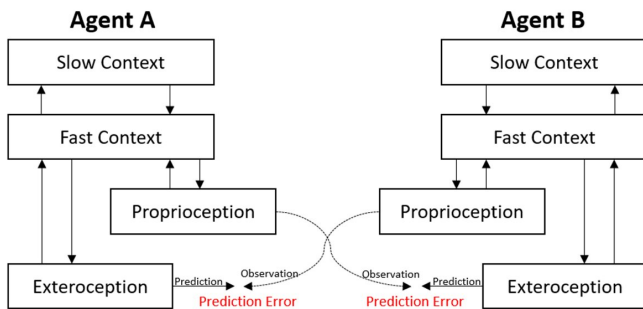 Agent A
Agent B
Slow Context
Slow Context
Fast Context
Fast Context
Proprioception
Proprioception
Exteroception
Prediction
Observation
Observation
Prediction
Exteroception
Prediction Error
Prediction Error